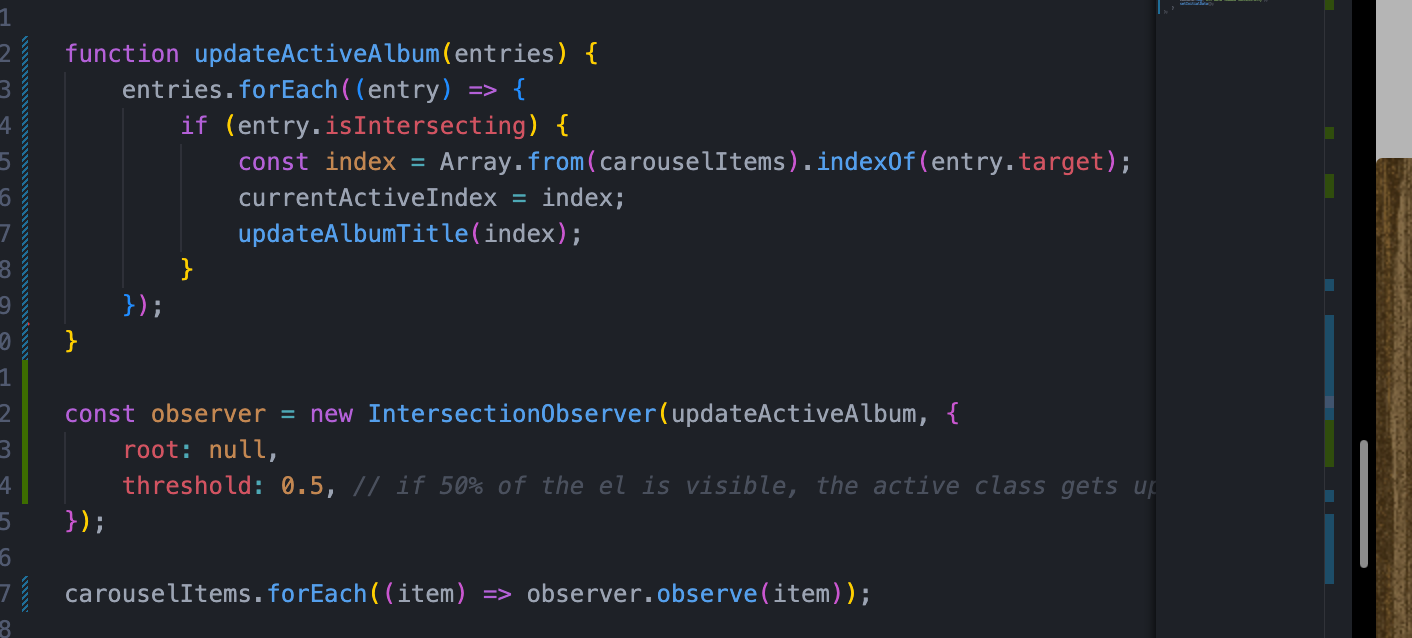 1
2 function updateActiveAlbum(entries) {
3 entries.forEach((entry) => {
4 if (entry.isIntersecting) {
5 const index = Array.from(carouselItems).indexOf(entry.target);
6 currentActiveIndex = index;
7 updateAlbumTitle(index);
8 }
9 });
0 }
1
2 const observer = new IntersectionObserver(updateActiveAlbum, {
3 root: null,
4 threshold: 0.5, // if 50% of the el is visible, the active class gets up
5 });
6
7 carouselItems.forEach((item) => observer.observe(item));
8